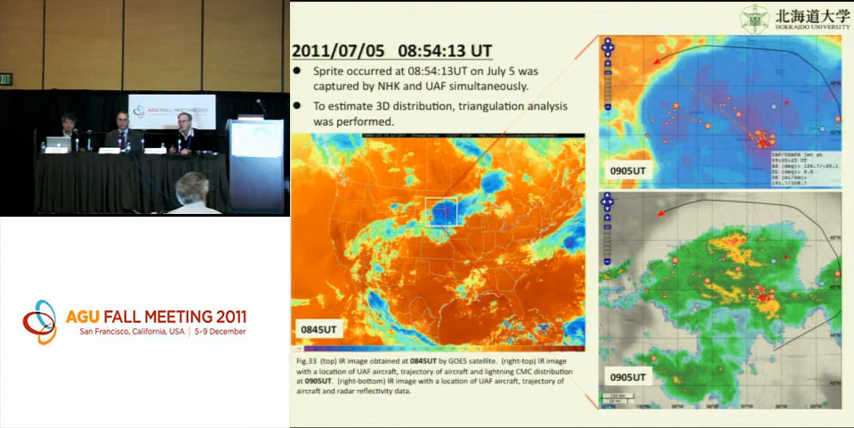 EXIT
AGU FALL MEETING 2011
AGU FALL MEETING 2011
San Francisco, California, USA | 5-9 December
北海道大学
HOKKAIDO UNIVERSITY
2011/07/05 08:54:13 UT
● Sprite occurred at 08:54:13UT on July 5 was
captured by NHK and UAF simultaneously.
● To estimate 3D distribution, triangulation analysis
was performed.
0845UT
Fig.33 (top) IR image obtained at 0845UT by GOES satellite. (right-top) IR image
with a location of UAF aircraft, trajectory of aircraft and lightning CMC distribution
at 0905UT. (right-bottom) IR image with a location of UAF aircraft, trajectory of
aircraft and radar reflectivity data.
0905UT
0905UT